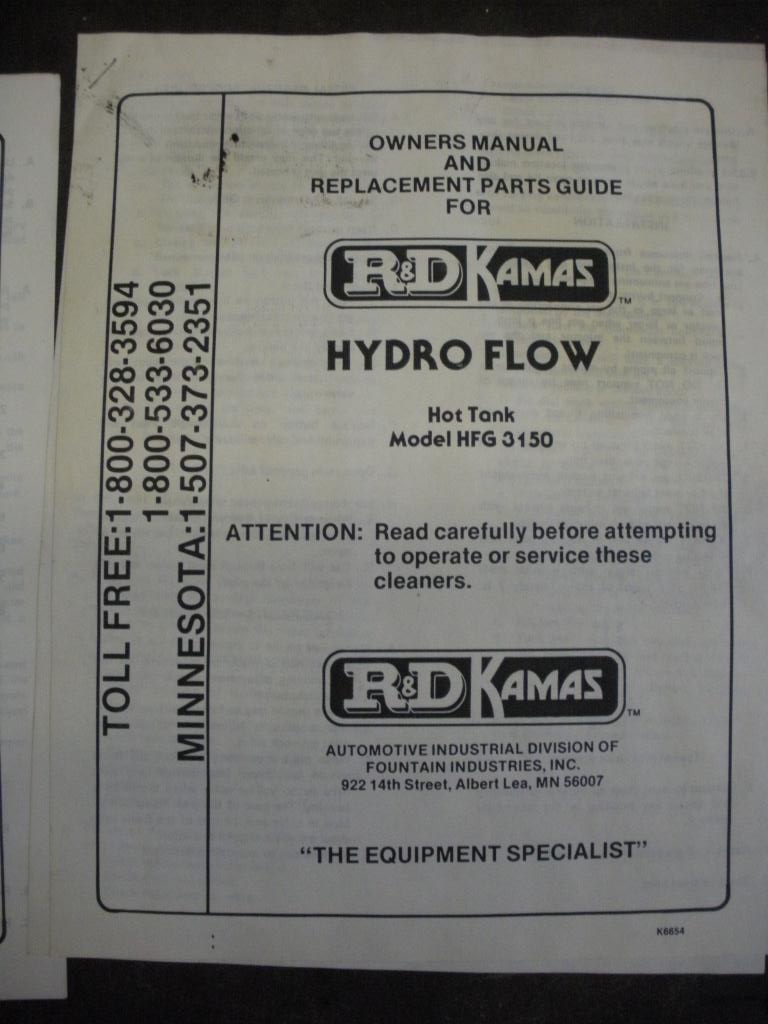 OWNERS MANUAL
AND
REPLACEMENT PARTS GUIDE
FOR
R&D KAMAS™
HYDRO FLOW
Hot Tank
Model HFG 3150
ATTENTION: Read carefully before attempting
to operate or service these
cleaners.
R&D KAMAS™
AUTOMOTIVE INDUSTRIAL DIVISION OF
FOUNTAIN INDUSTRIES, INC.
922 14th Street, Albert Lea, MN 56007
"THE EQUIPMENT SPECIALIST"
K6654
TOLL FREE:1-800-328-3594
1-800-533-6030
MINNESOTA:1-507-373-2351